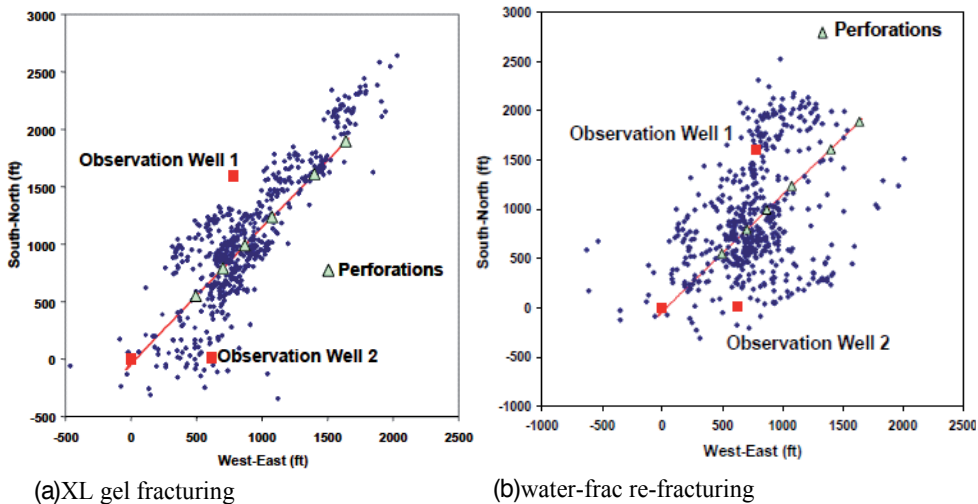 3000
2500
2000
1500
1000
500
0
-500
South-North (ft)
Observation Well 1
Perforations
Observation Well 2
-500 0 500 1000 1500 2000 2500
West-East (ft)
(a)XL gel fracturing
3000
2500
2000
1500
1000
500
0
-500
-1000
South-North (ft)
Perforations
Observation Well 1
Observation Well 2
-1000 -500 0 500 1000 1500 2000 2500
West-East (ft)
(b)water-frac re-fracturing